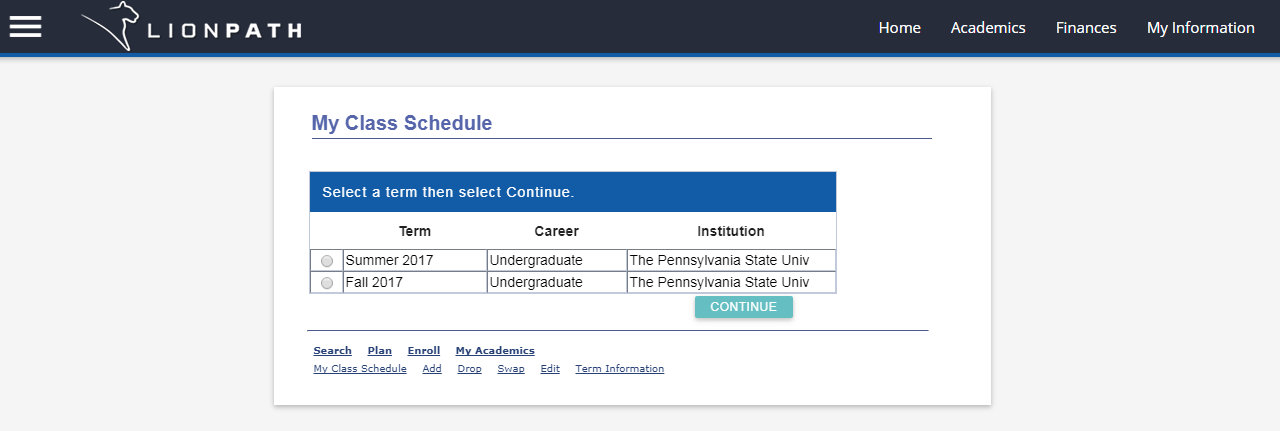 LIONPATH Home Academics Finances My Information
My Class Schedule
Select a term then select Continue.
Term Career Institution
Summer 2017 Undergraduate The Pennsylvania State Univ
Fall 2017 Undergraduate The Pennsylvania State Univ
CONTINUE
Search Plan Enroll My Academics
My Class Schedule Add Drop Swap Edit Term Information